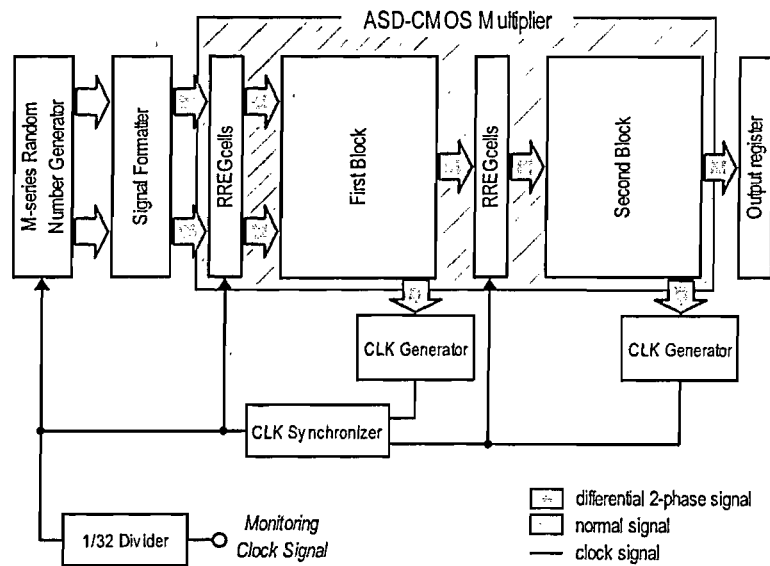 ASD-CMOS Multiplier
M-series Random
Number Generator
Signal Formatter
RREGcells
First Block
RREGcells
Second Block
Output register
CLK Generator
CLK Generator
CLK Synchronizer
1/32 Divider
Monitoring
Clock Signal
differential 2-phase signal
normal signal
clock signal